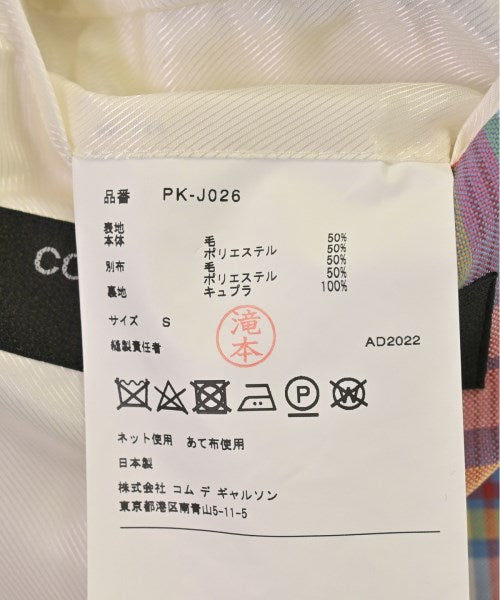 品番 PK-J026
表地
本体 毛 50%
ポリエステル 50%
別布 毛 50%
ポリエステル 50%
裏地 キュプラ 100%
サイズ S
滝本
縫製責任者 AD2022
P W
ネット使用 あて布使用
日本製
株式会社 コム デ ギャルソン
東京都港区南青山5-11-5
CO